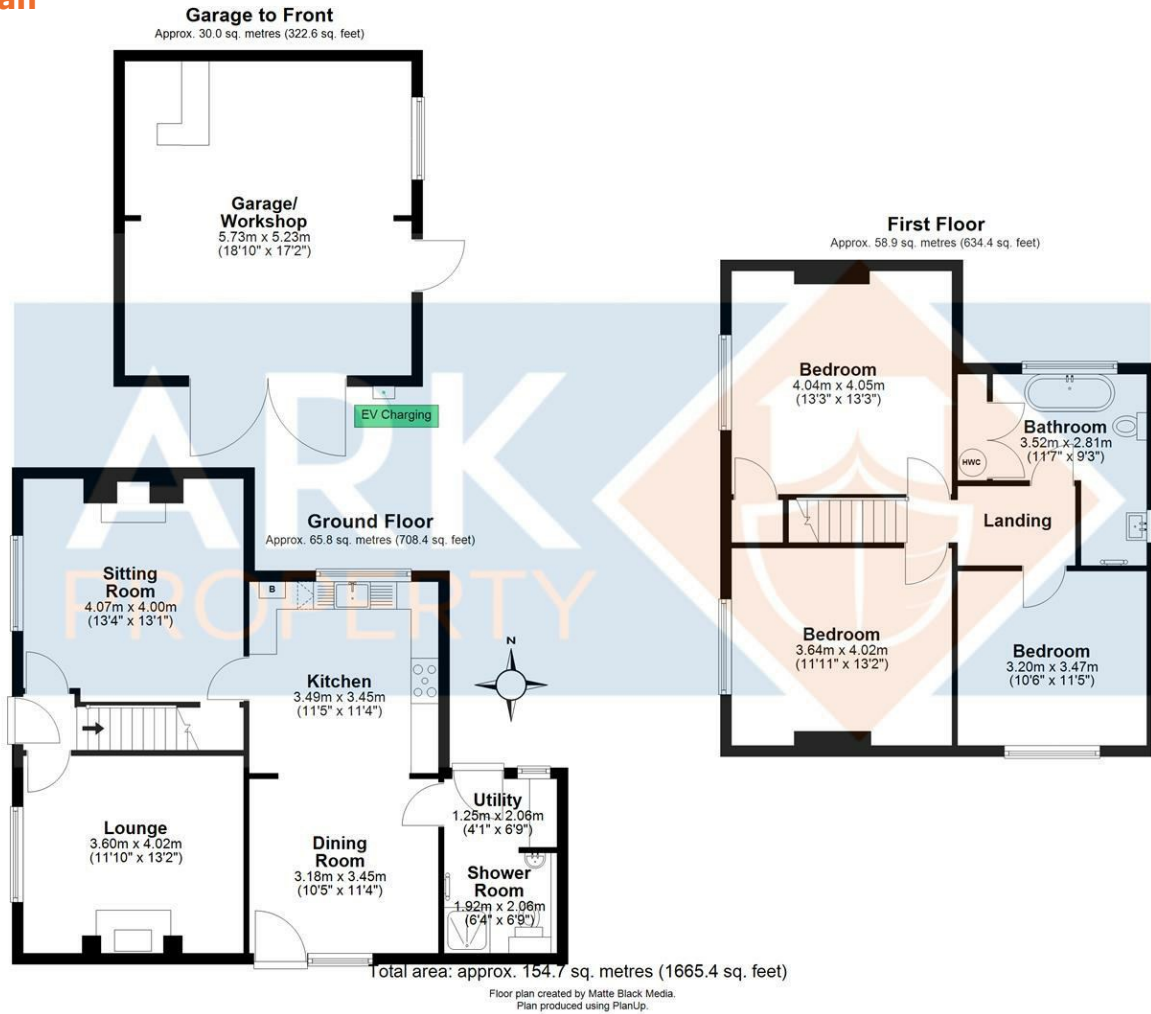 Garage to Front
Approx. 30.0 sq. metres (322.6 sq. feet)
Garage/
Workshop
5.73m x 5.23m
(18'10" x 17'2")
EV Charging
First Floor
Approx. 58.9 sq. metres (634.4 sq. feet)
Bedroom
4.04m x 4.05m
(13'3" x 13'3")
Bathroom
3.52m x 2.81m
(11'7" x 9'3")
HWC
Landing
Bedroom
3.64m x 4.02m
(11'11" x 13'2")
Bedroom
3.20m x 3.47m
(10'6" x 11'5")
ARK
PROPERTY
Ground Floor
Approx. 65.8 sq. metres (708.4 sq. feet)
Sitting
Room
4.07m x 4.00m
(13'4" x 13'1")
B
Kitchen
3.49m x 3.45m
(11'5" x 11'4")
N
Lounge
3.60m x 4.02m
(11'10" x 13'2")
Dining
Room
3.18m x 3.45m
(10'5" x 11'4")
Utility
1.25m x 2.06m
(4'1" x 6'9")
Shower
Room
1.92m x 2.06m
(6'4" x 6'9")
Total area: approx. 154.7 sq. metres (1665.4 sq. feet)
Floor plan created by Matte Black Media.
Plan produced using PlanUp.